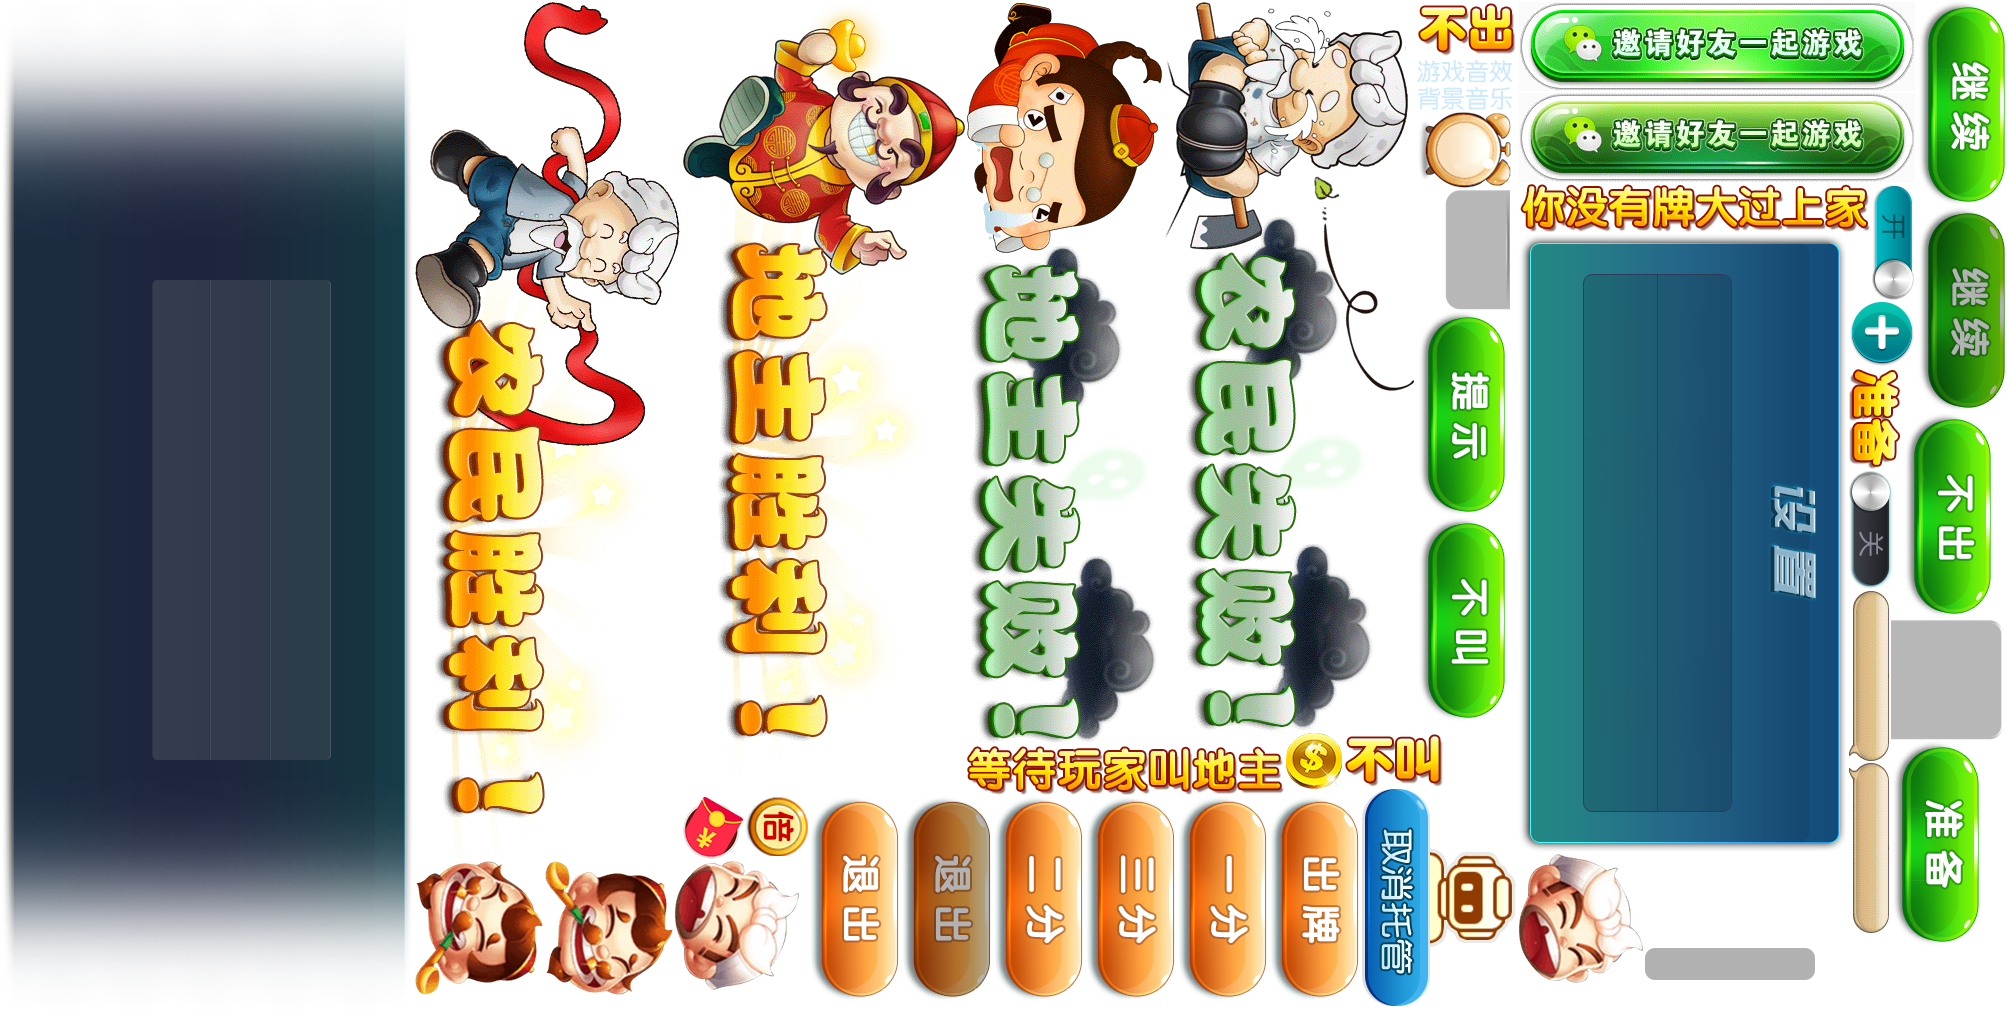 不出
游戏音效
背景音乐
邀请好友一起游戏
邀请好友一起游戏
继续
继续
你没有牌大过上家
开
准备
关
不出
准备
设置
提示
不叫
农民胜利！
地主胜利！
地主失败！
农民失败！
等待玩家叫地主
$
不叫
倍
退出
退出
二分
三分
一分
出牌
取消托管